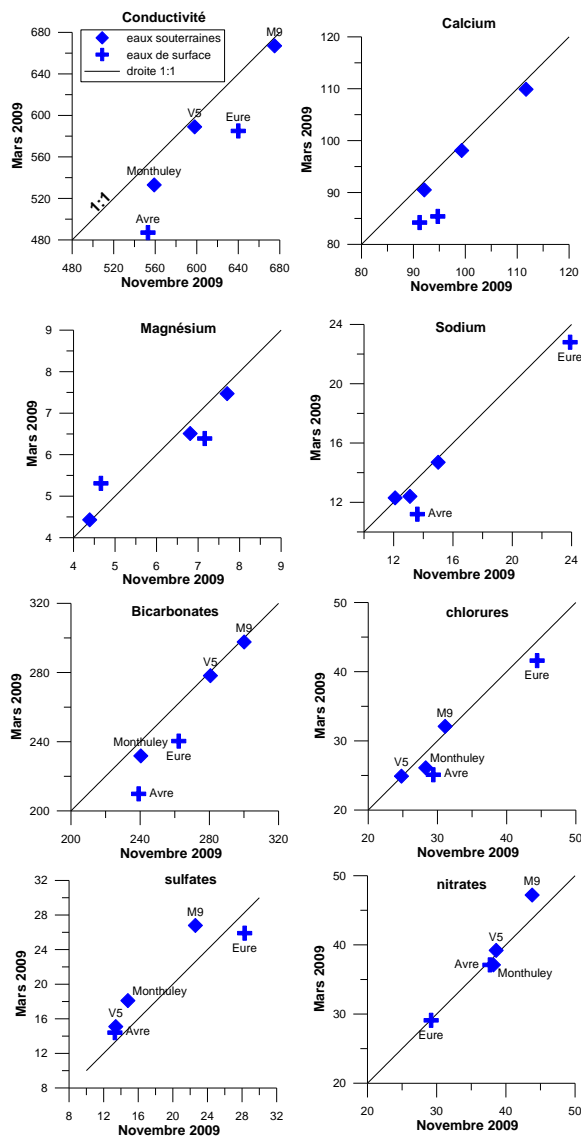 Conductivité
680
640
600
560
520
480
Mars 2009
eaux souterraines
eaux de surface
droite 1:1
M9
V5
Eure
Monthuley
Avre
1:1
480 520 560 600 640 680
Novembre 2009
Calcium
120
110
100
90
80
Mars 2009
80 90 100 110 120
Novembre 2009
Magnésium
9
8
7
6
5
4
Mars 2009
4 5 6 7 8 9
Novembre 2009
Sodium
24
20
16
12
Mars 2009
Eure
Avre
12 16 20 24
Novembre 2009
Bicarbonates
320
280
240
200
Mars 2009
M9
V5
Monthuley
Eure
Avre
200 240 280 320
Novembre 2009
chlorures
50
40
30
20
Mars 2009
Eure
M9
V5
Monthuley
Avre
20 30 40 50
Novembre 2009
sulfates
32
28
24
20
16
12
8
Mars 2009
M9
Eure
Monthuley
V5
Avre
8 12 16 20 24 28 32
Novembre 2009
nitrates
50
40
30
20
Mars 2009
M9
V5
Avre
Monthuley
Eure
20 30 40 50
Novembre 2009